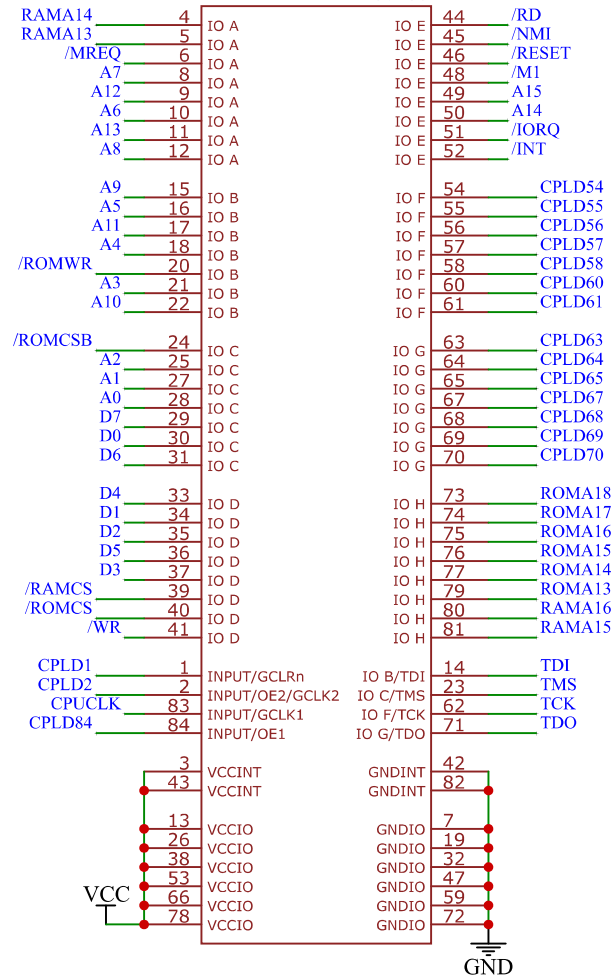 RAMA14 4 IO A IO E 44 /RD
RAMA13 5 IO A IO E 45 /NMI
/MREQ 6 IO A IO E 46 /RESET
A7 8 IO A IO E 48 /M1
A12 9 IO A IO E 49 A15
A6 10 IO A IO E 50 A14
A13 11 IO A IO E 51 /IORQ
A8 12 IO A IO E 52 /INT
A9 15 IO B IO F 54 CPLD54
A5 16 IO B IO F 55 CPLD55
A11 17 IO B IO F 56 CPLD56
A4 18 IO B IO F 57 CPLD57
/ROMWR 20 IO B IO F 58 CPLD58
A3 21 IO B IO F 60 CPLD60
A10 22 IO B IO F 61 CPLD61
/ROMCSB 24 IO C IO G 63 CPLD63
A2 25 IO C IO G 64 CPLD64
A1 27 IO C IO G 65 CPLD65
A0 28 IO C IO G 67 CPLD67
D7 29 IO C IO G 68 CPLD68
D0 30 IO C IO G 69 CPLD69
D6 31 IO C IO G 70 CPLD70
D4 33 IO D IO H 73 ROMA18
D1 34 IO D IO H 74 ROMA17
D2 35 IO D IO H 75 ROMA16
D5 36 IO D IO H 76 ROMA15
D3 37 IO D IO H 77 ROMA14
/RAMCS 39 IO D IO H 79 ROMA13
/ROMCS 40 IO D IO H 80 RAMA16
/WR 41 IO D IO H 81 RAMA15
CPLD1 1 INPUT/GCLRn IO B/TDI 14 TDI
CPLD2 2 INPUT/OE2/GCLK2 IO C/TMS 23 TMS
CPUCLK 83 INPUT/GCLK1 IO F/TCK 62 TCK
CPLD84 84 INPUT/OE1 IO G/TDO 71 TDO
3 VCCINT GNDINT 42
43 VCCINT GNDINT 82
13 VCCIO GNDIO 7
26 VCCIO GNDIO 19
38 VCCIO GNDIO 32
53 VCCIO GNDIO 47
66 VCCIO GNDIO 59
VCC 78 VCCIO GNDIO 72
GND